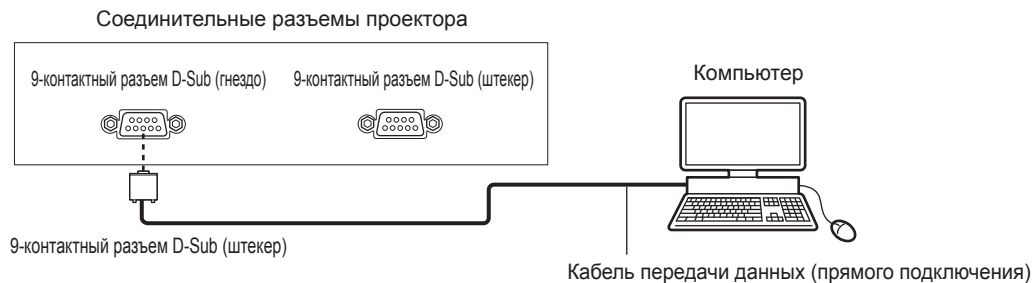 Соединительные разъемы проектора
9-контактный разъем D-Sub (гнездо)
9-контактный разъем D-Sub (штекер)
Компьютер
9-контактный разъем D-Sub (штекер)
Кабель передачи данных (прямого подключения)